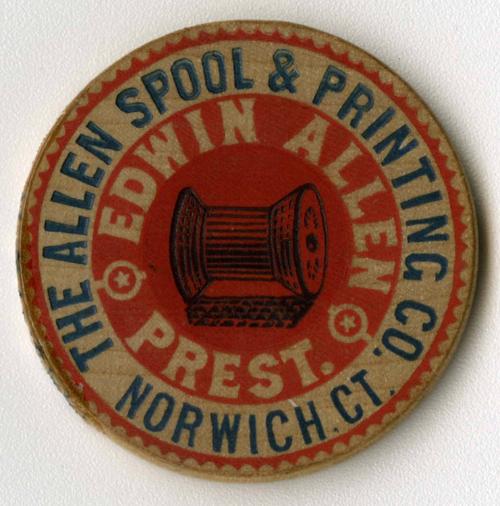 THE ALLEN SPOOL & PRINTING CO.
NORWICH. CT.
EDWIN ALLEN
PREST.